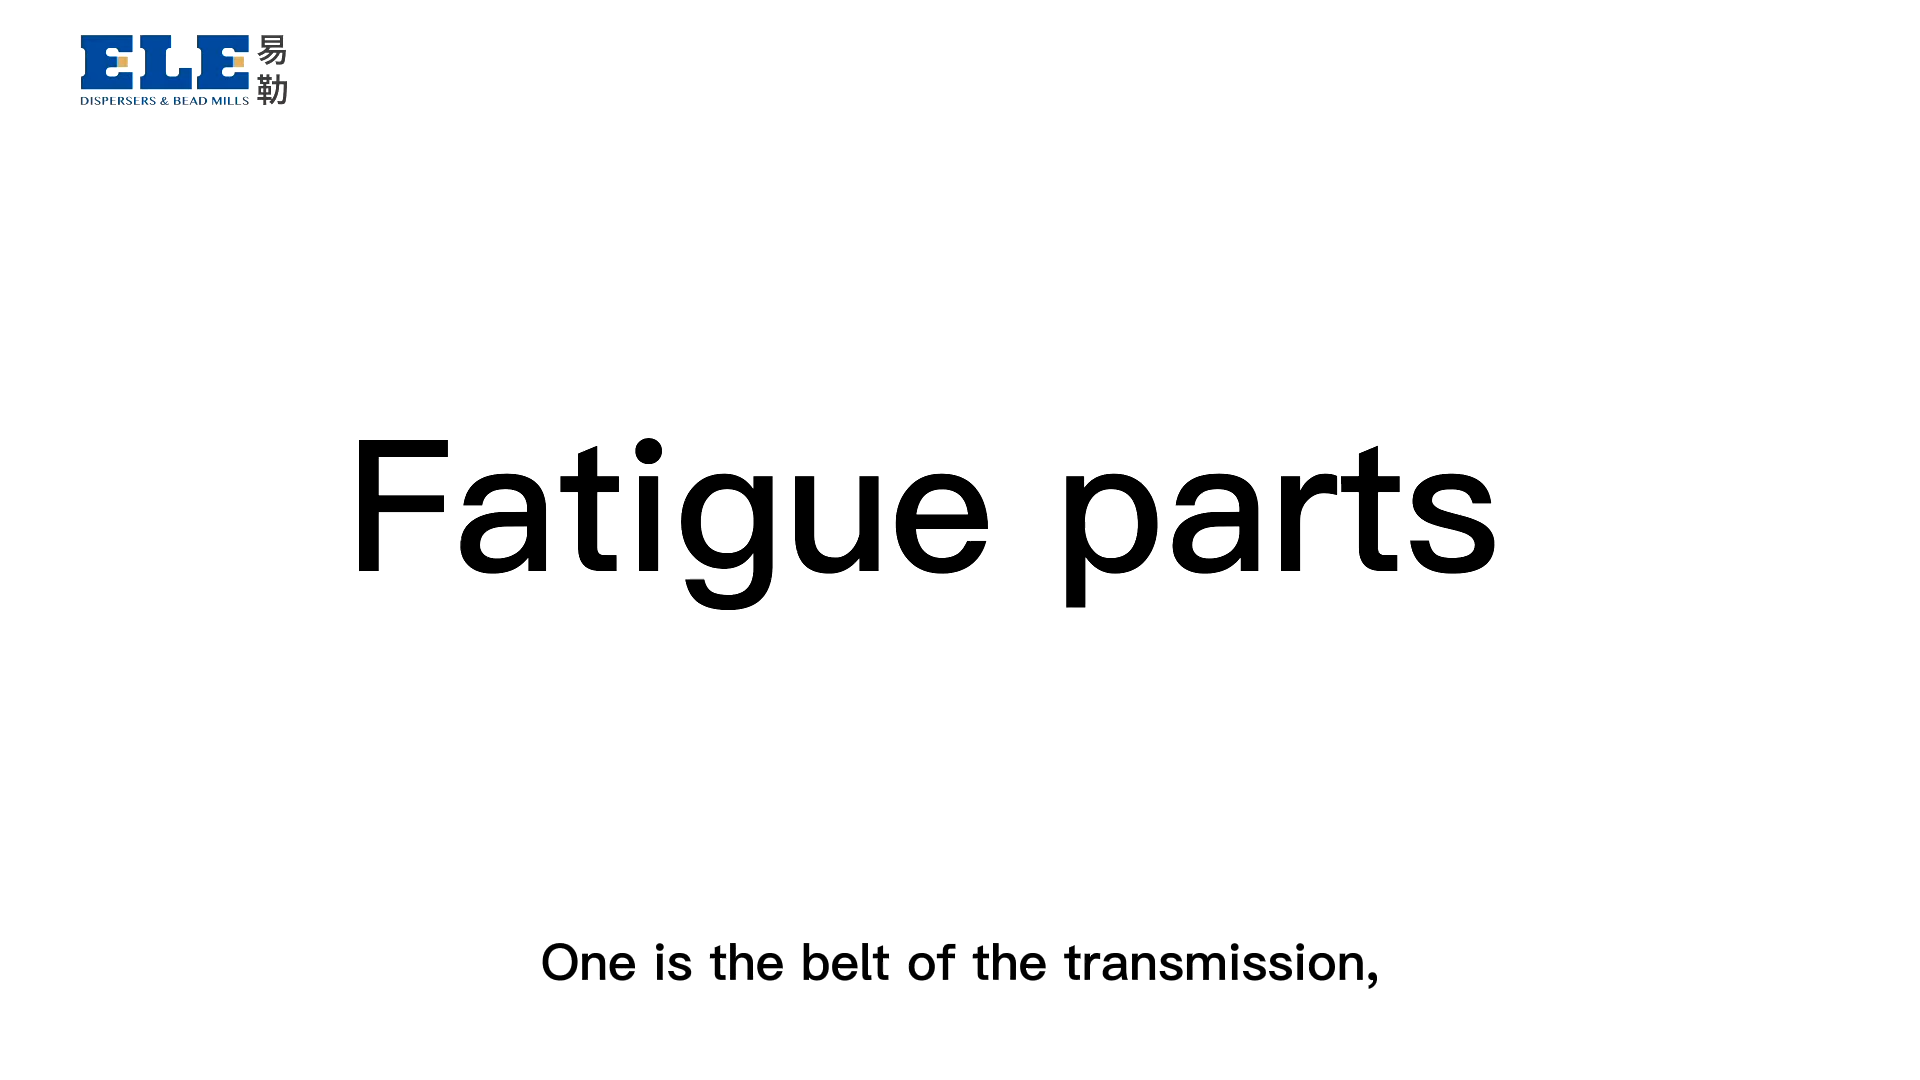 ELE 易勒
DISPERSERS & BEAD MILLS
Fatigue parts
One is the belt of the transmission,